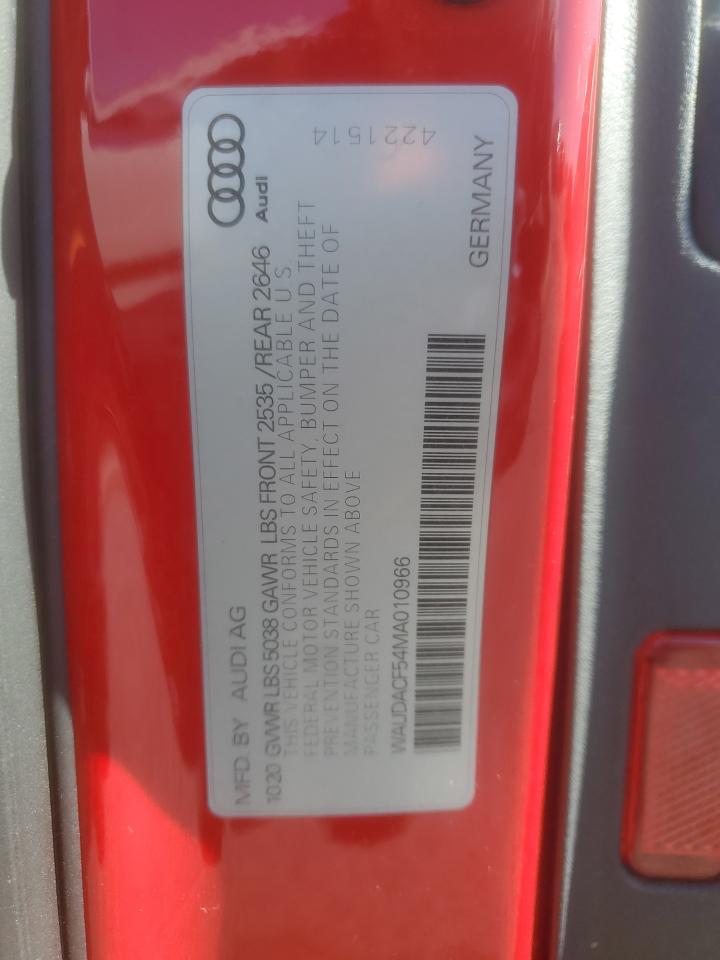 MFD. BY AUDI AG
10 20 GVWR LBS 5038 GAWR LBS FRONT 2535 /REAR 2646
THIS VEHICLE CONFORMS TO ALL APPLICABLE U.S.
FEDERAL MOTOR VEHICLE SAFETY, BUMPER AND THEFT
PREVENTION STANDARDS IN EFFECT ON THE DATE OF
MANUFACTURE SHOWN ABOVE
PASSENGER CAR
WAUDACF54MA010966
Audi
4221514
GERMANY